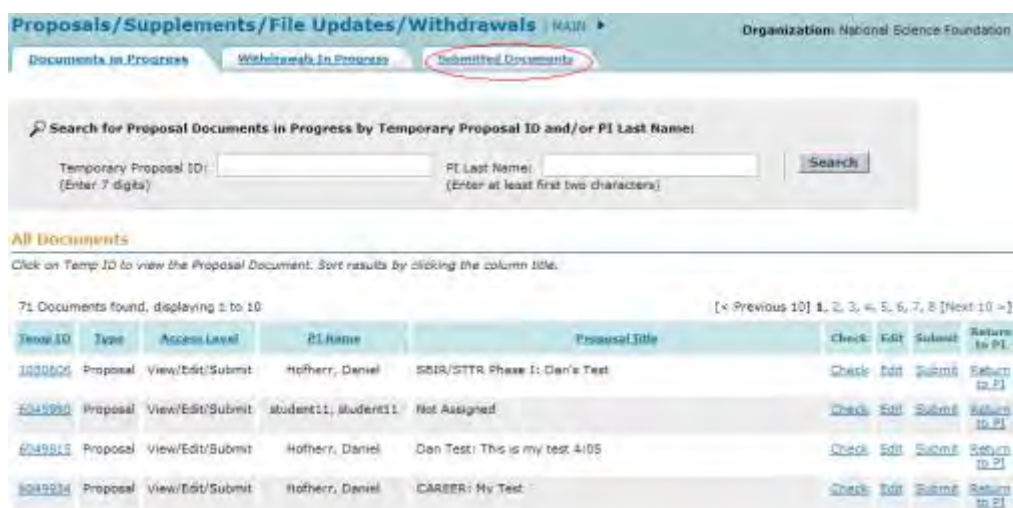 Proposals/Supplements/File Updates/Withdrawals | MAIN
Organization: National Science Foundation
Documents in Progress Withdrawals In Progress Submitted Documents
Search for Proposal Documents in Progress by Temporary Proposal ID and/or PI Last Name:
Temporary Proposal ID: PI Last Name: Search
(Enter 7 digits) (Enter at least first two characters)
All Documents
Click on Temp ID to view the Proposal Document. Sort results by clicking the column title.
71 Documents found, displaying 1 to 10 [< Previous 10] 1, 2, 3, 4, 5, 6, 7, 8 [Next 10 >]
Temp ID Type Access Level PI Name Proposal Title Check Edit Submit Return to PI
Proposal View/Edit/Submit Hofherr, Daniel SBIR/STTR Phase I: Dan's Test Check Edit Submit Return to PI
Proposal View/Edit/Submit student11, student11 Not Assigned Check Edit Submit Return to PI
Proposal View/Edit/Submit Hofherr, Daniel Dan Test: This is my test 4/05 Check Edit Submit Return to PI
Proposal View/Edit/Submit Hofherr, Daniel CAREER: My Test Check Edit Submit Return to PI